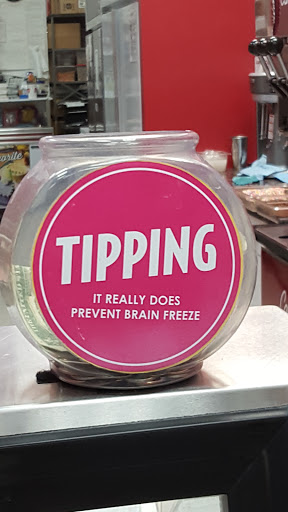 TIPPING
IT REALLY DOES
PREVENT BRAIN FREEZE